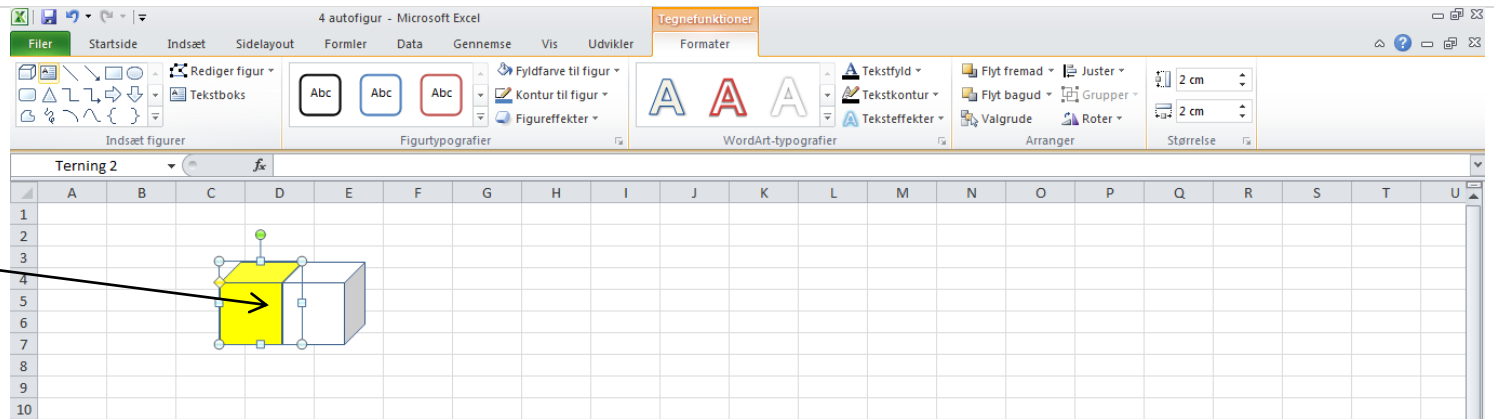 4 autofigur - Microsoft Excel
Tegnefunktioner
Filer Startside Indsæt Sidelayout Formler Data Gennemse Vis Udvikler Formater
Rediger figur
Tekstboks
Indsæt figurer
Abc Abc Abc
Fyldfarve til figur
Kontur til figur
Figureffekter
Figurtypografier
A A A
Tekstfyld
Tekstkontur
Teksteffekter
WordArt-typografier
Flyt fremad Juster
Flyt bagud Grupper
Valgrude Roter
Arranger
2 cm
2 cm
Størrelse
Terning 2 fx
A B C D E F G H I J K L M N O P Q R S T U
1
2
3
4
5
6
7
8
9
10